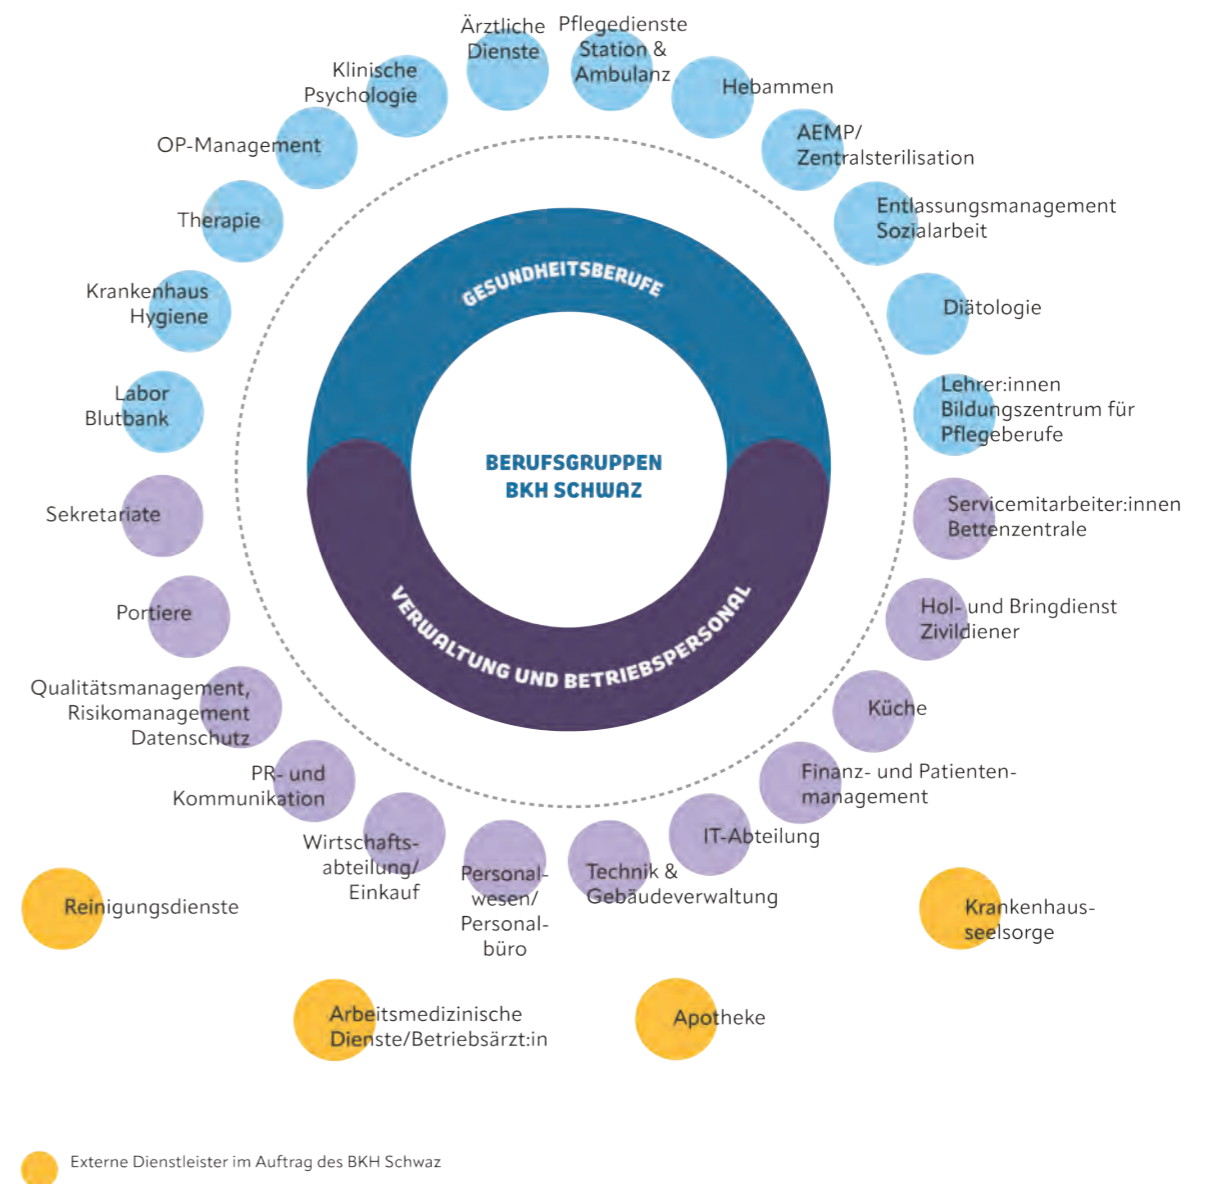 Ärztliche
Dienste
Pflegedienste
Station &
Ambulanz
Klinische
Psychologie
Hebammen
OP-Management
AEMP/
Zentralsterilisation
Therapie
Entlassungsmanagement
Sozialarbeit
Krankenhaus
Hygiene
Diätologie
Labor
Blutbank
Lehrer:innen
Bildungszentrum für
Pflegeberufe
GESUNDHEITSBERUFE
BERUFSGRUPPEN
BKH SCHWAZ
VERWALTUNG UND BETRIEBSPERSONAL
Sekretariate
Servicemitarbeiter:innen
Bettenzentrale
Portiere
Hol- und Bringdienst
Zivildiener
Qualitätsmanagement,
Risikomanagement
Datenschutz
Küche
PR- und
Kommunikation
Finanz- und Patienten-
management
Wirtschafts-
abteilung/
Einkauf
Personal-
wesen/
Personal-
büro
Technik &
Gebäudeverwaltung
IT-Abteilung
Reinigungsdienste
Krankenhaus-
seelsorge
Arbeitsmedizinische
Dienste/Betriebsärzt:in
Apotheke
Externe Dienstleister im Auftrag des BKH Schwaz